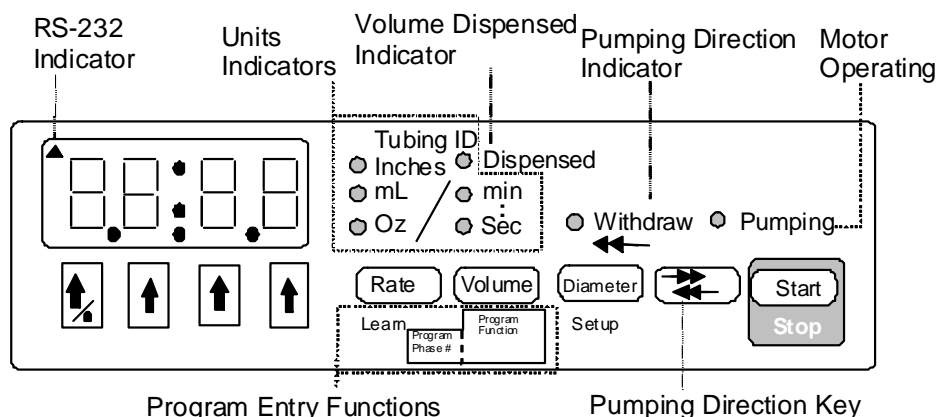 RS-232
Indicator
Units
Indicators
Volume Dispensed
Indicator
Pumping Direction
Indicator
Motor
Operating
Tubing ID
Inches
Dispensed
mL
/
min
:
Oz
Sec
Withdraw
Pumping
Rate
Volume
Diameter
Start
Stop
Learn
Program
Phase #
Program
Function
Setup
Program Entry Functions
Pumping Direction Key